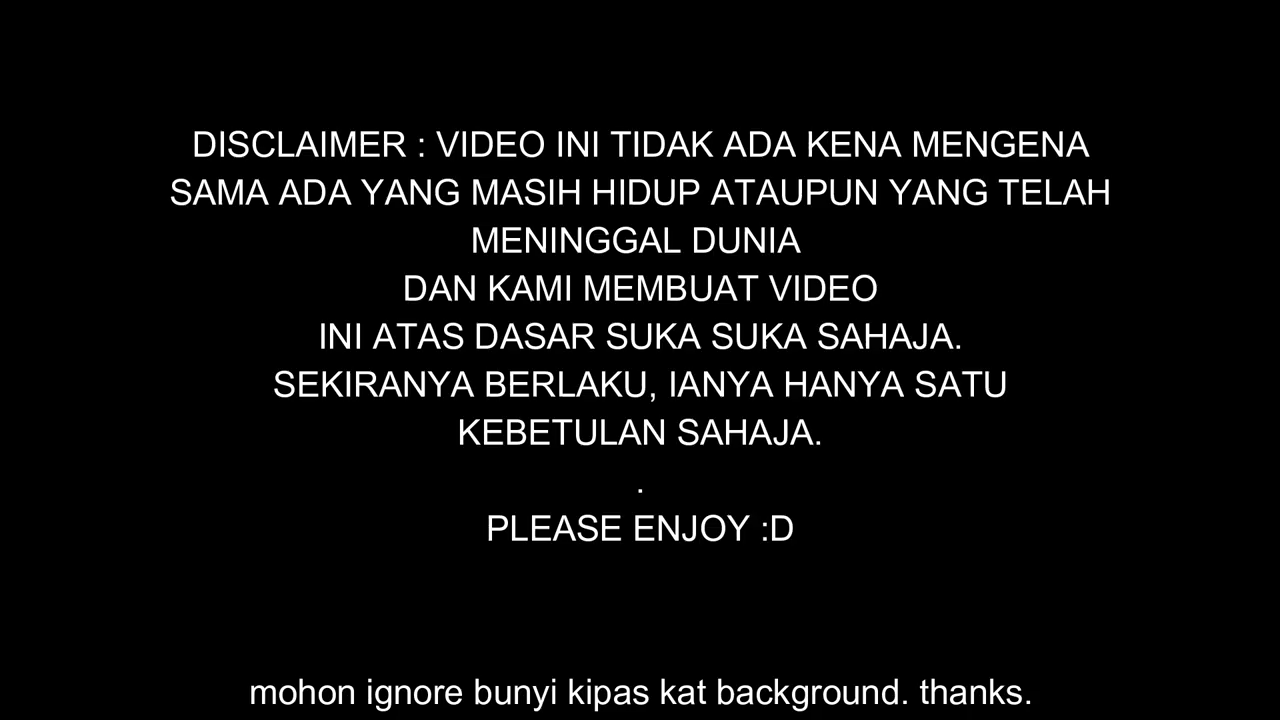 DISCLAIMER : VIDEO INI TIDAK ADA KENA MENGENA
SAMA ADA YANG MASIH HIDUP ATAUPUN YANG TELAH
MENINGGAL DUNIA
DAN KAMI MEMBUAT VIDEO
INI ATAS DASAR SUKA SUKA SAHAJA.
SEKIRANYA BERLAKU, IANYA HANYA SATU
KEBETULAN SAHAJA.
.
PLEASE ENJOY :D
mohon ignore bunyi kipas kat background. thanks.